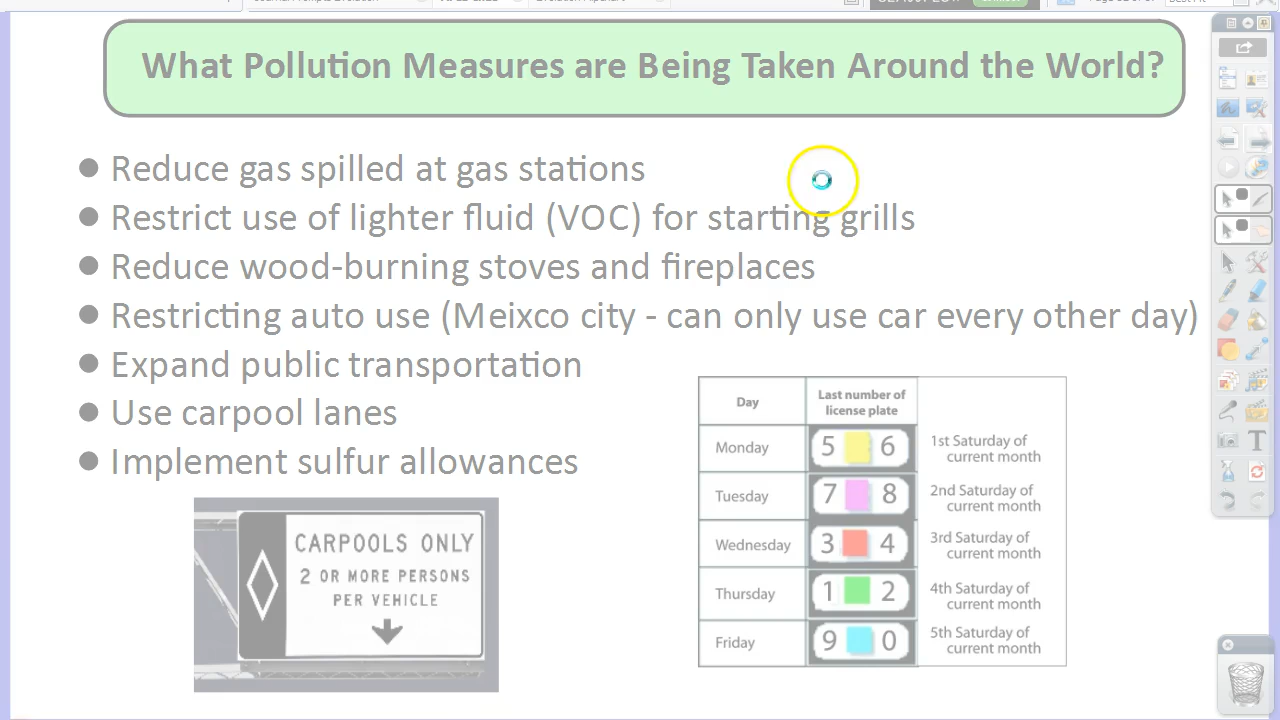 What Pollution Measures are Being Taken Around the World?
Reduce gas spilled at gas stations
Restrict use of lighter fluid (VOC) for starting grills
Reduce wood-burning stoves and fireplaces
Restricting auto use (Meixco city - can only use car every other day)
Expand public transportation
Use carpool lanes
Implement sulfur allowances
CARPOOLS ONLY
2 OR MORE PERSONS
PER VEHICLE
Day
Last number of
license plate
Monday 5 6 1st Saturday of
current month
Tuesday 7 8 2nd Saturday of
current month
Wednesday 3 4 3rd Saturday of
current month
Thursday 1 2 4th Saturday of
current month
Friday 9 0 5th Saturday of
current month